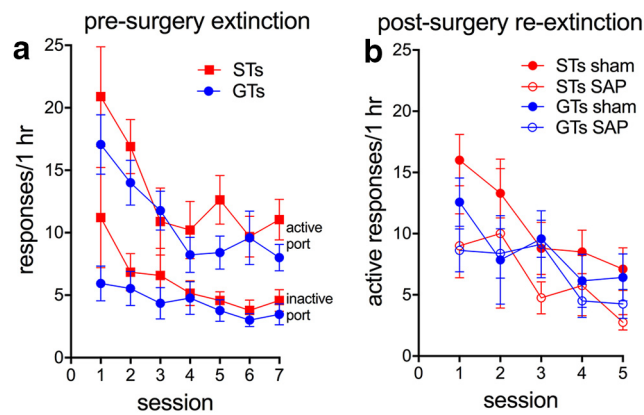 pre-surgery extinction
a
STs
GTs
25
20
15
10
5
0
responses/1 hr
active
port
inactive
port
0 1 2 3 4 5 6 7
session
post-surgery re-extinction
b
STs sham
STs SAP
GTs sham
GTs SAP
25
20
15
10
5
0
active responses/1 hr
0 1 2 3 4 5
session